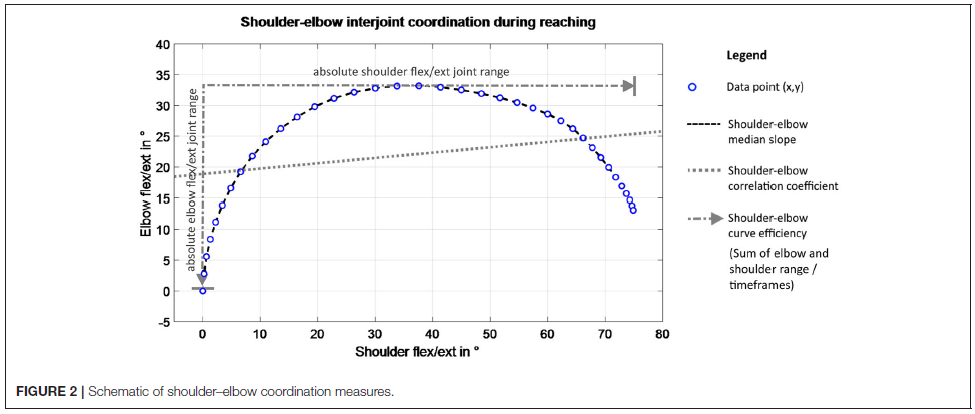 Shoulder-elbow interjoint coordination during reaching
40
35
30
25
20
15
10
5
0
-5
Elbow flex/ext in °
absolute shoulder flex/ext joint range
absolute elbow flex/ext joint range
0
10
20
30
40
50
60
70
80
Shoulder flex/ext in °
Legend
Data point (x,y)
Shoulder-elbow
median slope
Shoulder-elbow
correlation coefficient
Shoulder-elbow
curve efficiency
(Sum of elbow and
shoulder range /
timeframes)
FIGURE 2 | Schematic of shoulder–elbow coordination measures.